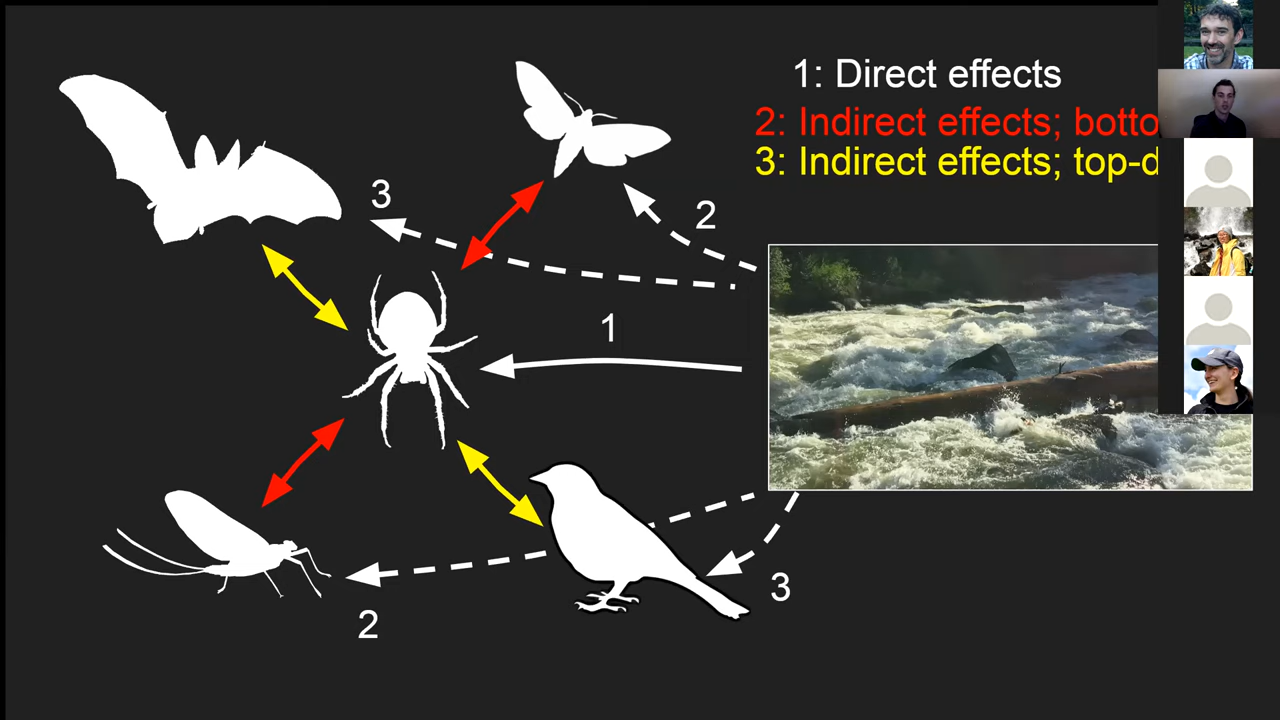 1: Direct effects
2: Indirect effects; botto
3: Indirect effects; top-d
3
2
1
3
2